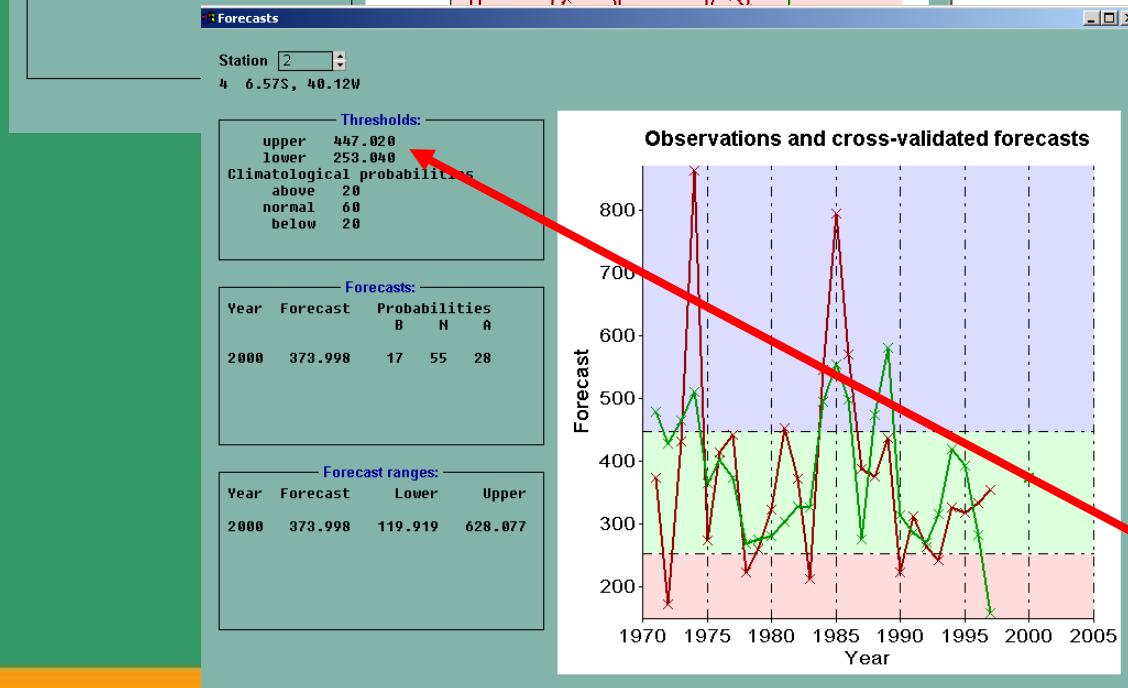 Forecasts
Station 2
4 6.57S, 40.12W
Thresholds:
upper 447.020
lower 253.040
Climatological probabilities
above 20
normal 60
below 20
Forecasts:
Year Forecast Probabilities
B N A
2000 373.998 17 55 28
Forecast ranges:
Year Forecast Lower Upper
2000 373.998 119.919 628.077
Observations and cross-validated forecasts
Forecast
800
700
600
500
400
300
200
1970 1975 1980 1985 1990 1995 2000 2005
Year